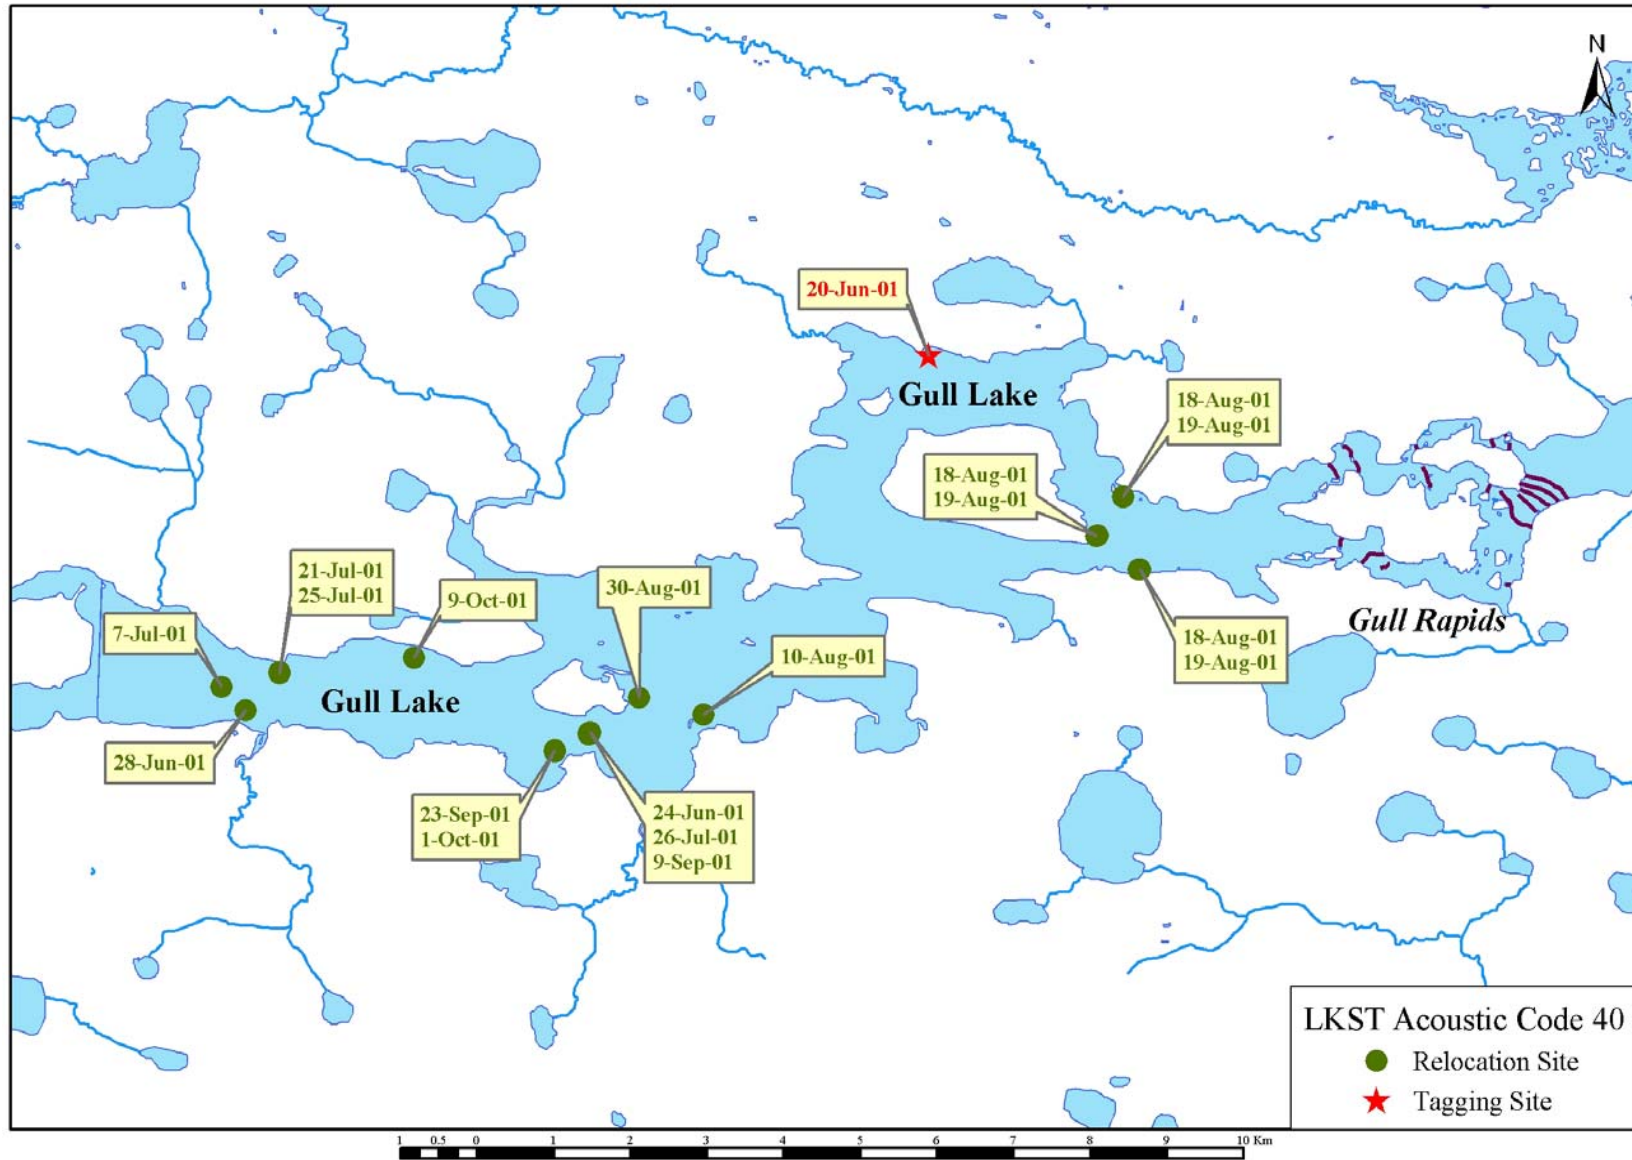 N
20-Jun-01
Gull Lake
18-Aug-01
19-Aug-01
18-Aug-01
19-Aug-01
21-Jul-01
25-Jul-01
9-Oct-01
30-Aug-01
7-Jul-01
10-Aug-01
Gull Rapids
18-Aug-01
19-Aug-01
Gull Lake
28-Jun-01
23-Sep-01
1-Oct-01
24-Jun-01
26-Jul-01
9-Sep-01
LKST Acoustic Code 40
Relocation Site
Tagging Site
1 0.5 0 1 2 3 4 5 6 7 8 9 10 Km